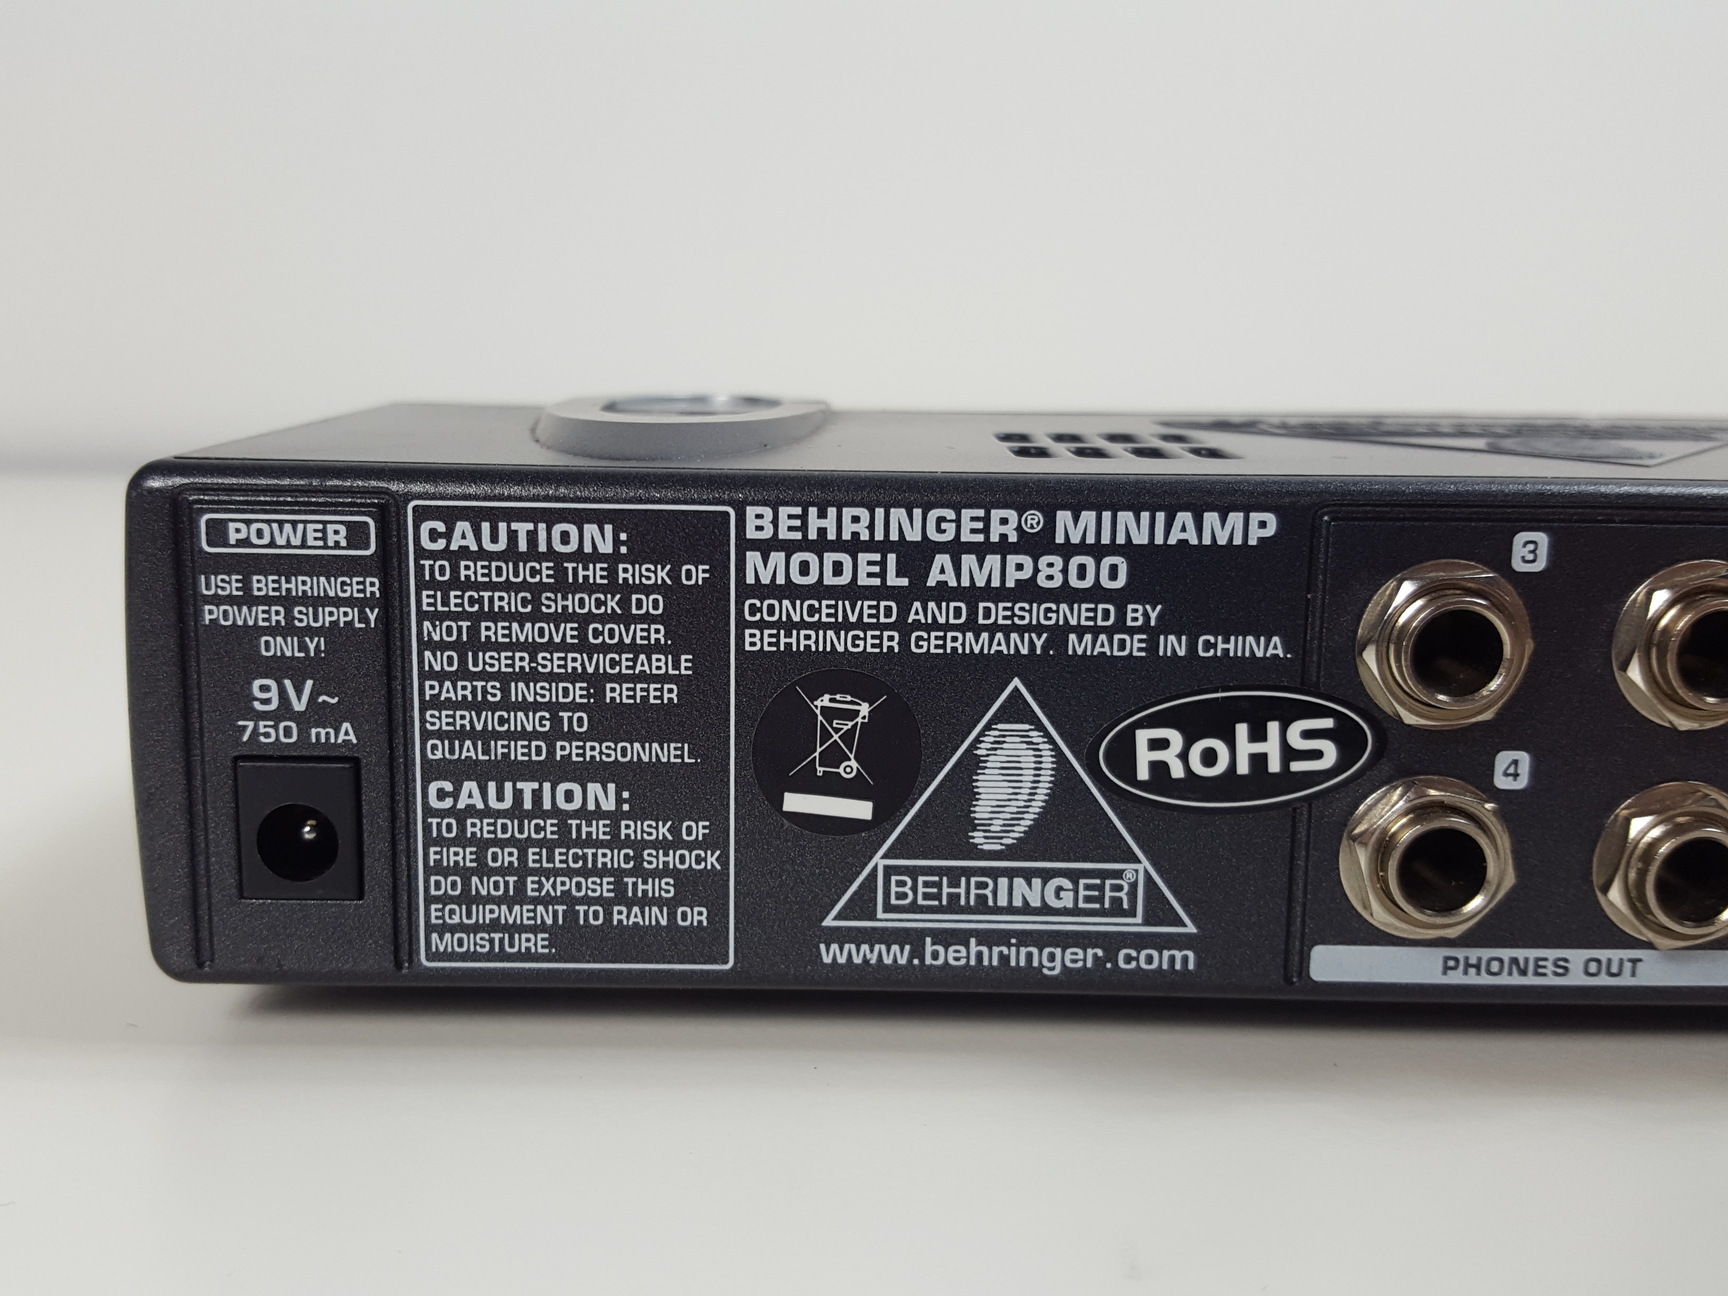 POWER
USE BEHRINGER
POWER SUPPLY
ONLY!
9V~
750 mA
CAUTION:
TO REDUCE THE RISK OF
ELECTRIC SHOCK DO
NOT REMOVE COVER.
NO USER-SERVICEABLE
PARTS INSIDE: REFER
SERVICING TO
QUALIFIED PERSONNEL.
CAUTION:
TO REDUCE THE RISK OF
FIRE OR ELECTRIC SHOCK
DO NOT EXPOSE THIS
EQUIPMENT TO RAIN OR
MOISTURE.
BEHRINGER® MINIAMP
MODEL AMP800
CONCEIVED AND DESIGNED BY
BEHRINGER GERMANY. MADE IN CHINA.
RoHS
BEHRINGER®
www.behringer.com
3
4
PHONES OUT